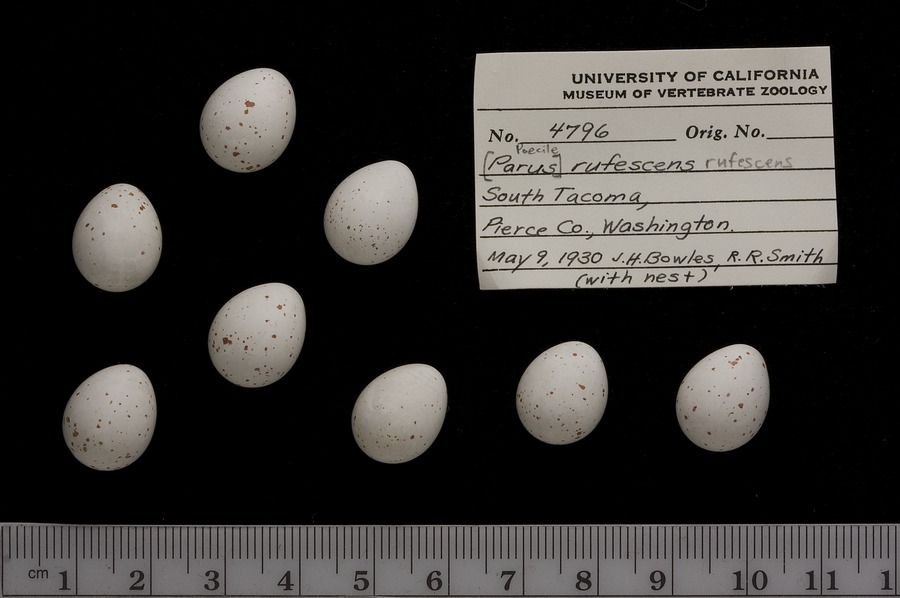 UNIVERSITY OF CALIFORNIA
MUSEUM OF VERTEBRATE ZOOLOGY
No. 4796 Orig. No.
Poecile
[Parus] rufescens rufescens
South Tacoma,
Pierce Co., Washington.
May 9, 1930 J.H.Bowles, R.R.Smith
(with nest)
cm 1 2 3 4 5 6 7 8 9 10 11 1